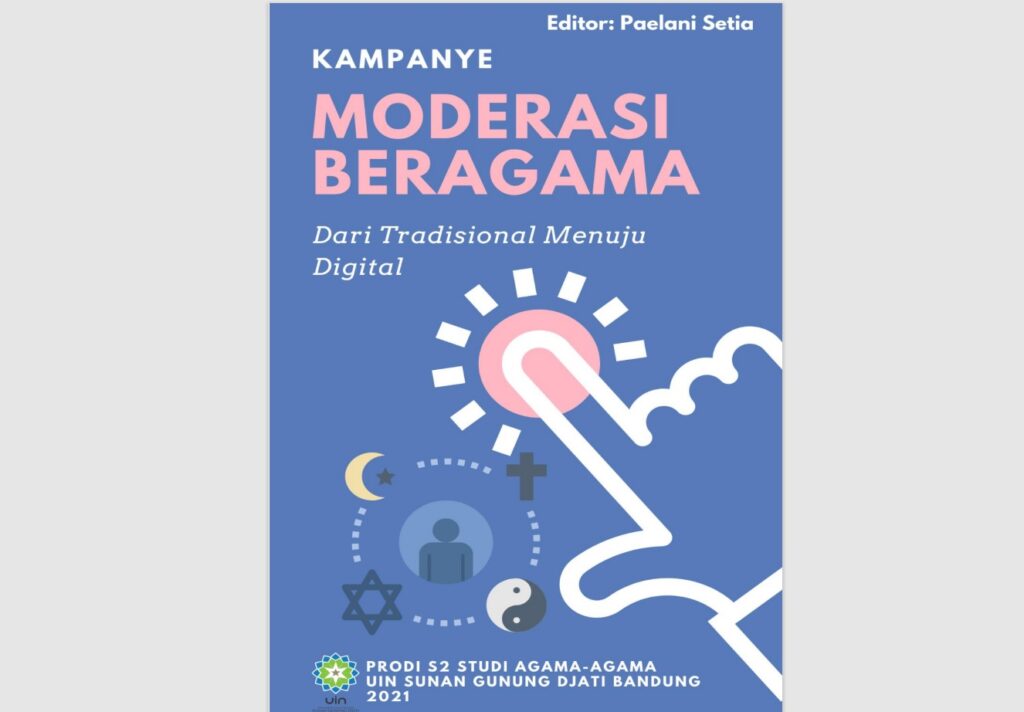 Editor: Paelani Setia
KAMPANYE
MODERASI
BERAGAMA
Dari Tradisional Menuju
Digital
PRODI S2 STUDI AGAMA-AGAMA
UIN SUNAN GUNUNG DJATI BANDUNG
2021
uin